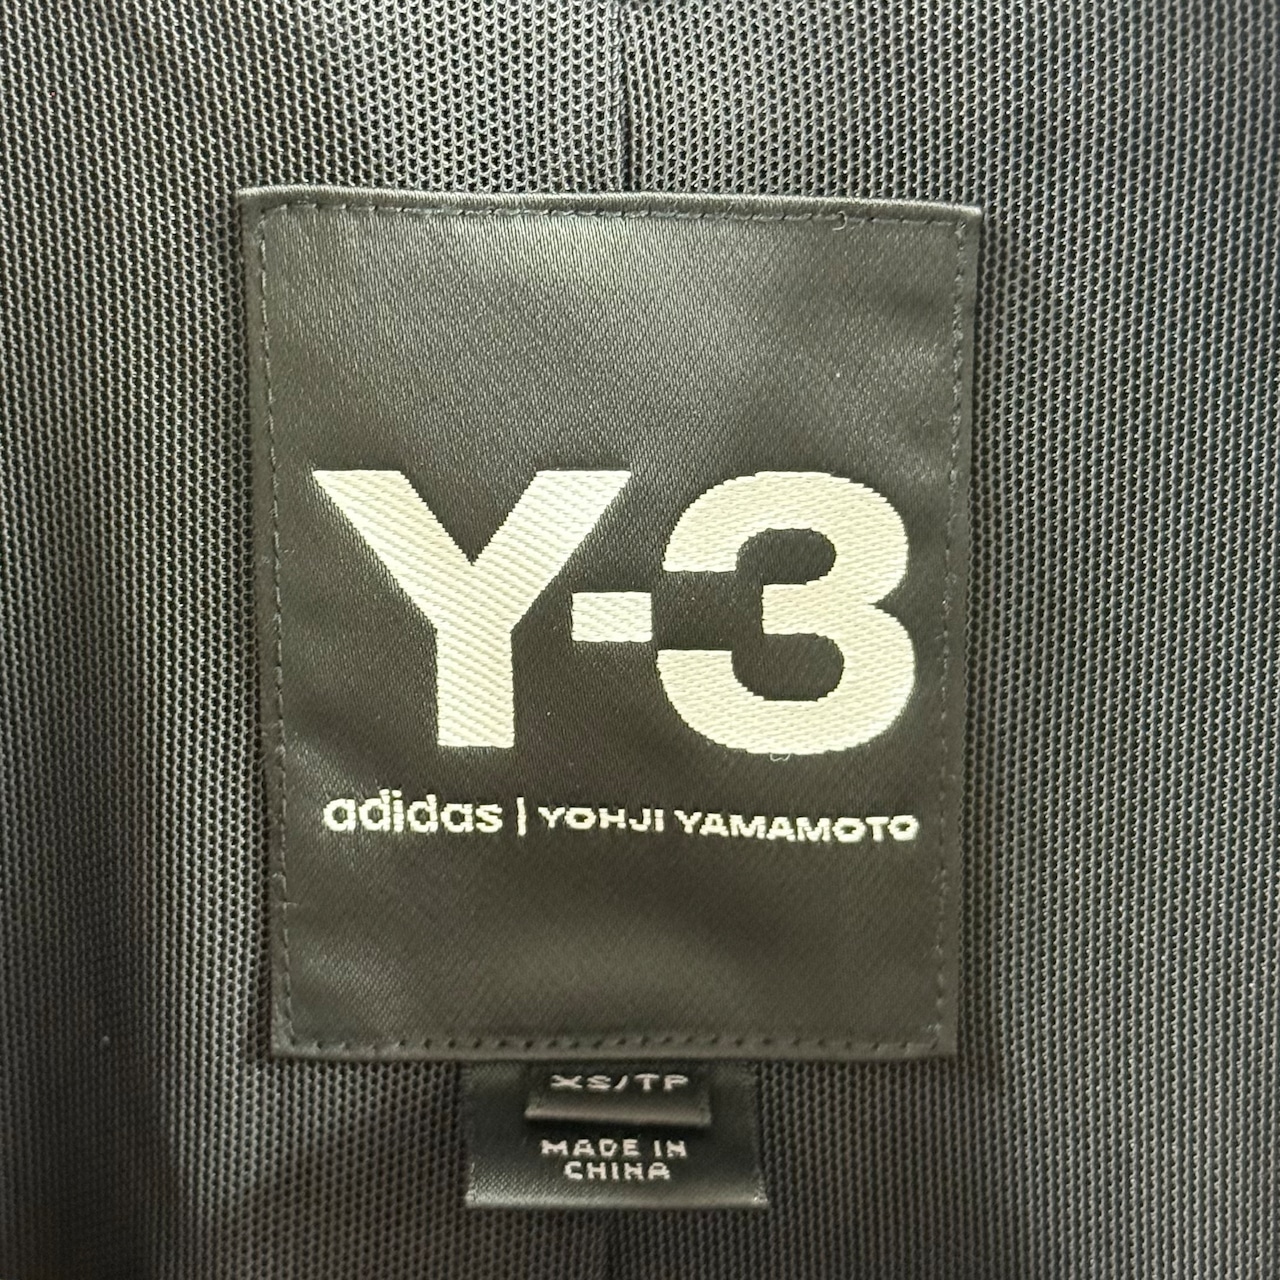 Y-3
adidas | YOHJI YAMAMOTO
XS/TP
MADE IN
CHINA